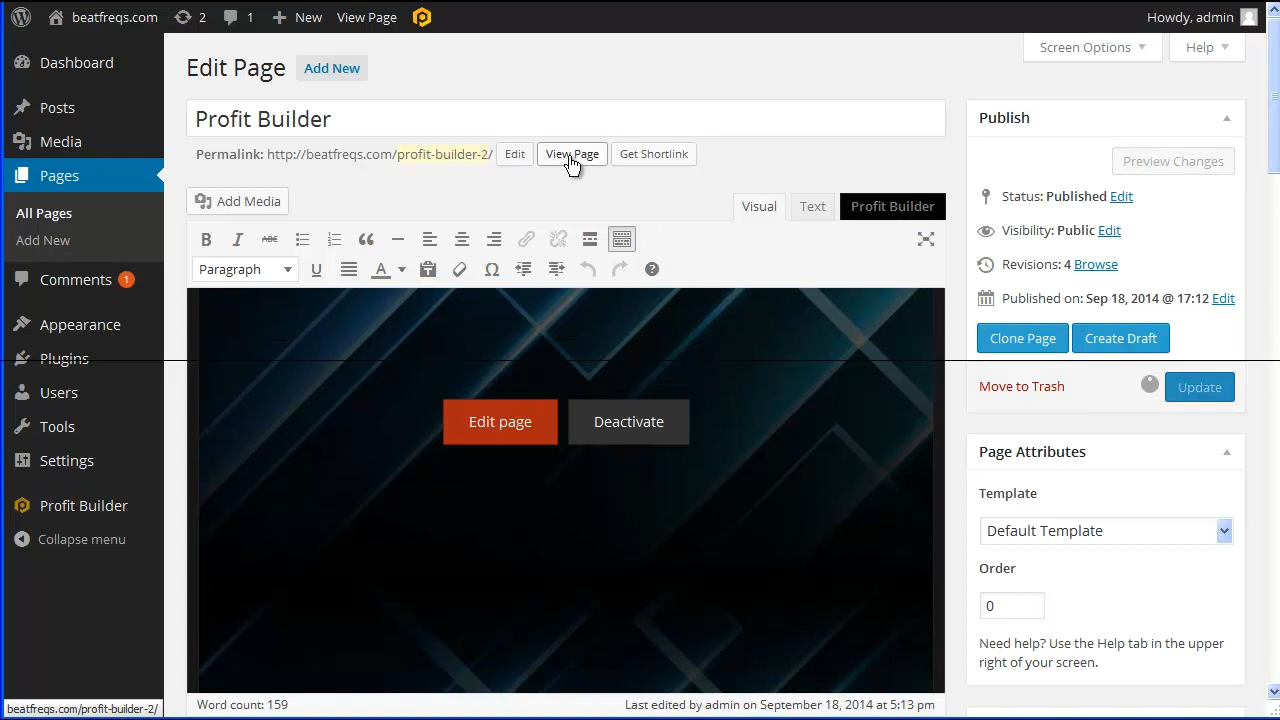 beatfreqs.com 2 1 New View Page Howdy, admin
Screen Options Help
Dashboard
Posts
Media
Pages
All Pages
Add New
Comments 1
Appearance
Plugins
Users
Tools
Settings
Profit Builder
Collapse menu
Edit Page Add New
Profit Builder
Permalink: http://beatfreqs.com/profit-builder-2/ Edit View Page Get Shortlink
Add Media Visual Text Profit Builder
B I ABC
Paragraph U A
Edit page Deactivate
Word count: 159 Last edited by admin on September 18, 2014 at 5:13 pm
Publish
Preview Changes
Status: Published Edit
Visibility: Public Edit
Revisions: 4 Browse
Published on: Sep 18, 2014 @ 17:12 Edit
Clone Page Create Draft
Move to Trash Update
Page Attributes
Template
Default Template
Order
0
Need help? Use the Help tab in the upper
right of your screen.
beatfreqs.com/profit-builder-2/